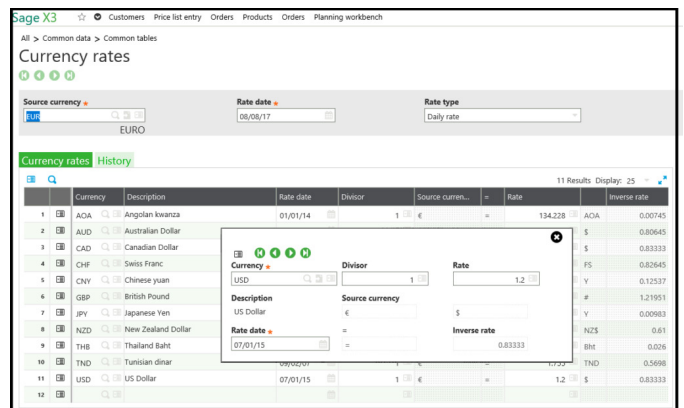 Sage X3 Customers Price list entry Orders Products Orders Planning workbench
All > Common data > Common tables
Currency rates
Source currency * Rate date * Rate type
EUR 08/08/17 Daily rate
EURO
Currency rates History
11 Results Display: 25
Currency Description Rate date Divisor Source curren... = Rate Inverse rate
1 AOA Angolan kwanza 01/01/14 1 € = 134.228 AOA 0.00745
2 AUD Australian Dollar $ 0.80645
3 CAD Canadian Dollar $ 0.83333
4 CHF Swiss Franc FS 0.82645
5 CNY Chinese yuan Y 0.12537
6 GBP British Pound # 1.21951
7 JPY Japanese Yen Y 0.00983
8 NZD New Zealand Dollar NZ$ 0.61
9 THB Thailand Baht Bht 0.026
10 TND Tunisian dinar TND 0.5698
11 USD US Dollar 07/01/15 1 € = 1.2 $ 0.83333
12
Currency * Divisor Rate
USD 1 1.2
Description Source currency
US Dollar € $
Rate date * = Inverse rate
07/01/15 = 0.83333